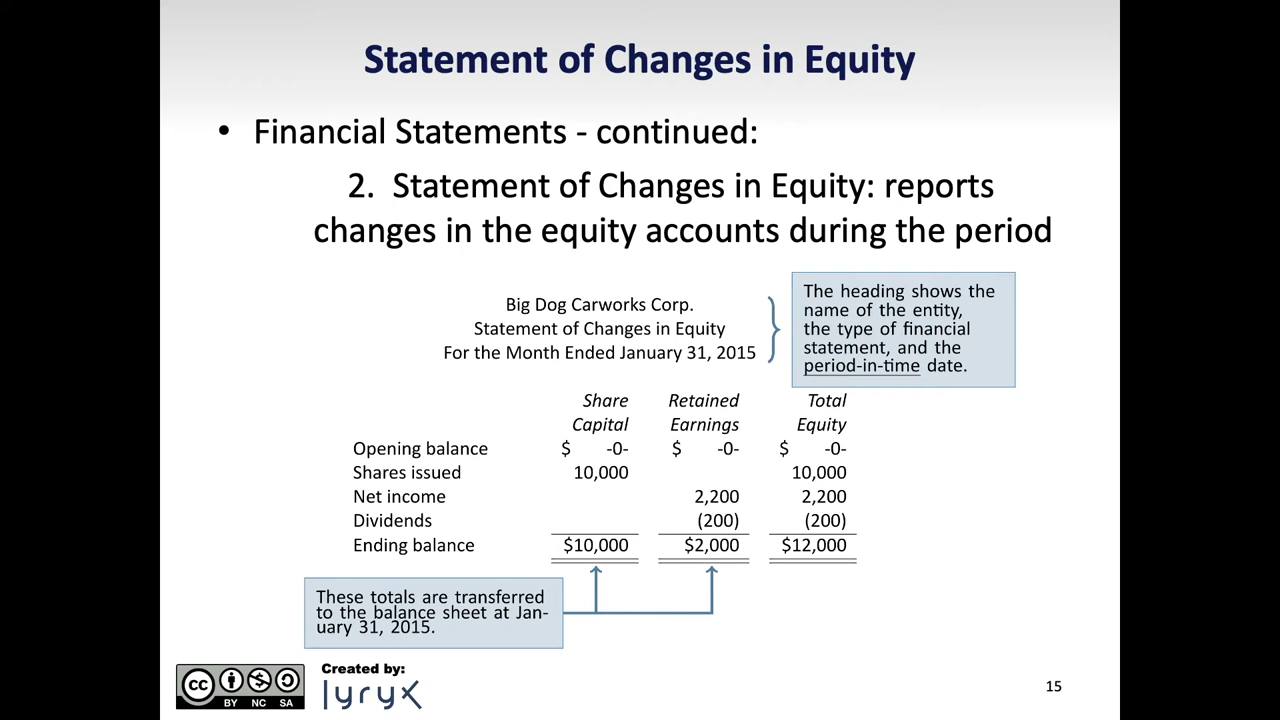 Statement of Changes in Equity
• Financial Statements - continued:
2. Statement of Changes in Equity: reports
changes in the equity accounts during the period
Big Dog Carworks Corp.
Statement of Changes in Equity
For the Month Ended January 31, 2015
The heading shows the
name of the entity,
the type of financial
statement, and the
period-in-time date.
Share Retained Total
Capital Earnings Equity
Opening balance $ -0- $ -0- $ -0-
Shares issued 10,000 10,000
Net income 2,200 2,200
Dividends (200) (200)
Ending balance $10,000 $2,000 $12,000
These totals are transferred
to the balance sheet at Jan-
uary 31, 2015.
cc BY NC SA
Created by:
lyryx
15